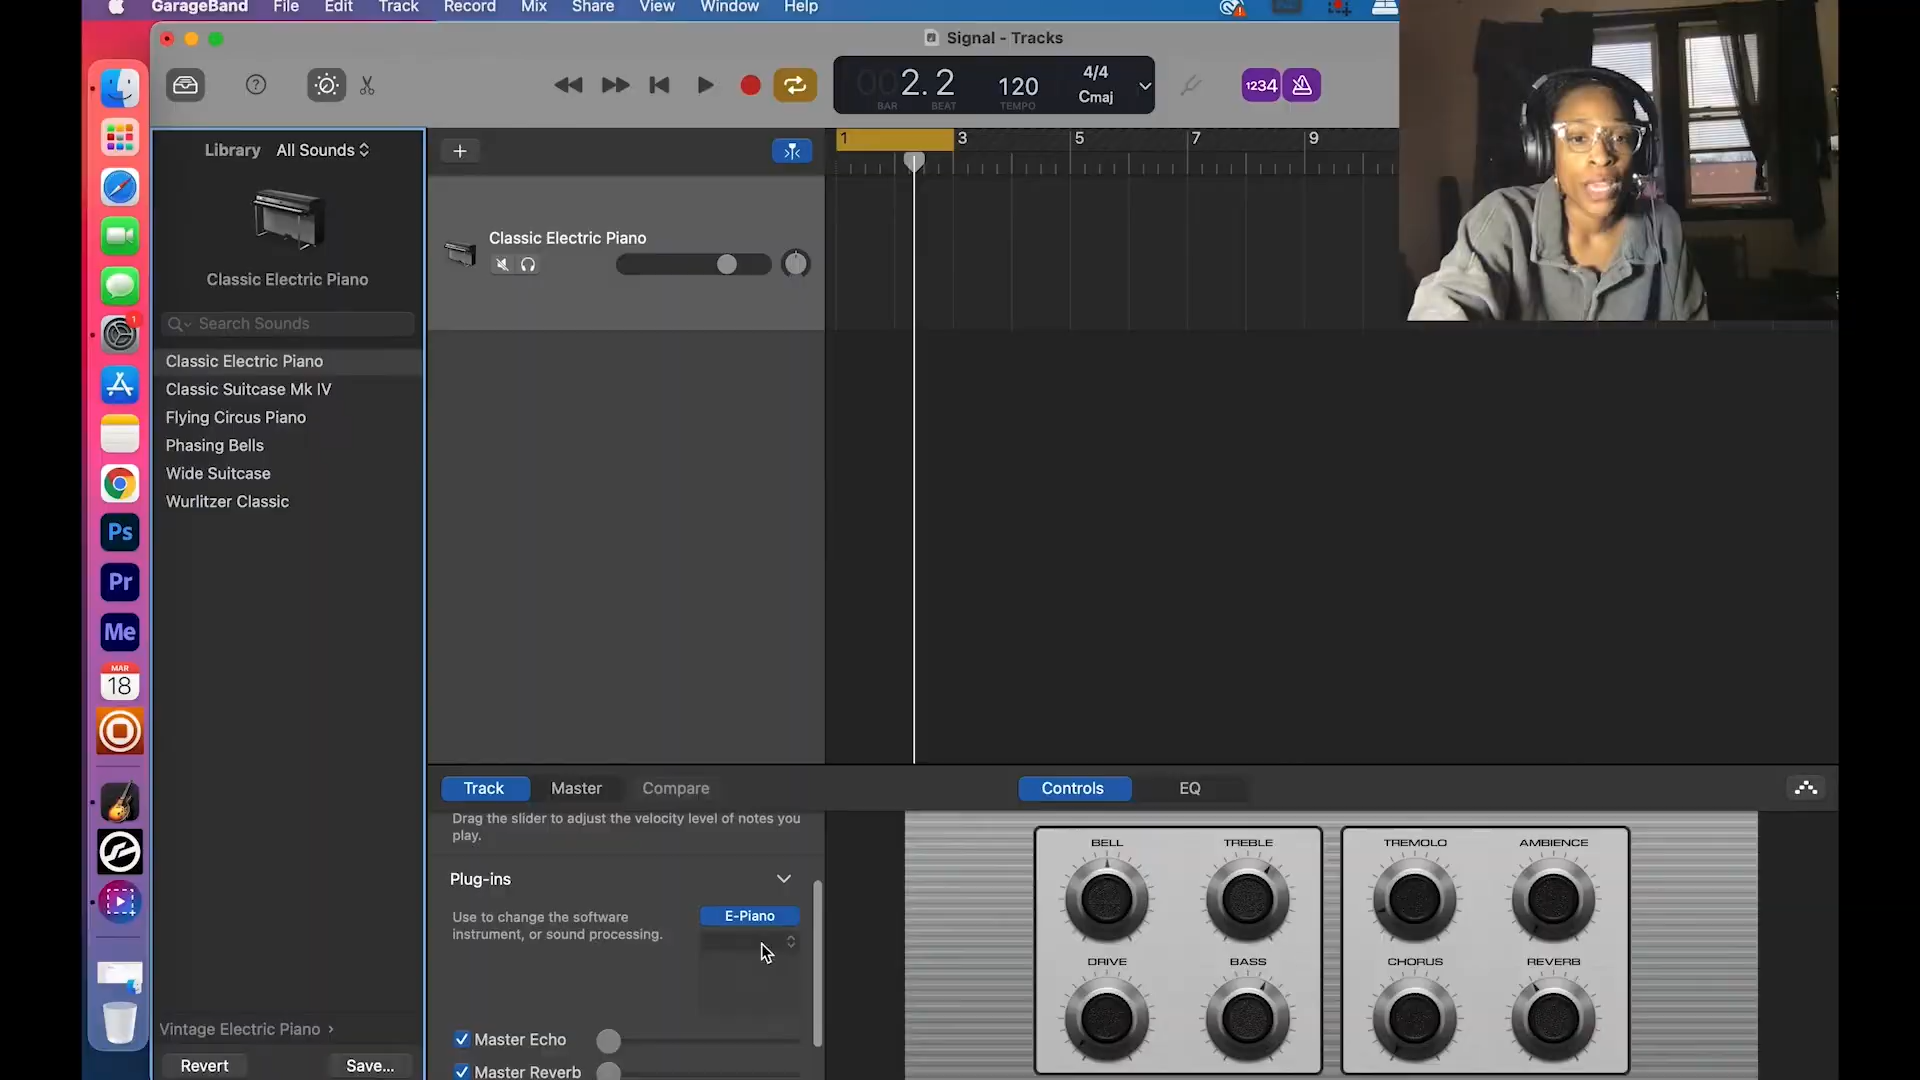 GarageBand File Edit Track Record Mix Share View Window Help
Signal - Tracks
002. 2 120 4/4
Cmaj
BAR BEAT TEMPO
1234
Library All Sounds
1 3 5 7 9
Classic Electric Piano
Classic Electric Piano
Search Sounds
Classic Electric Piano
Classic Suitcase Mk IV
Flying Circus Piano
Phasing Bells
Wide Suitcase
Wurlitzer Classic
1
Ps
Pr
Me
MAR
18
Track Master Compare Controls EQ
Drag the slider to adjust the velocity level of notes you
play.
Plug-ins
Use to change the software
instrument, or sound processing.
E-Piano
Master Echo
Master Reverb
BELL TREBLE TREMOLO AMBIENCE
DRIVE BASS CHORUS REVERB
Vintage Electric Piano >
Revert Save...